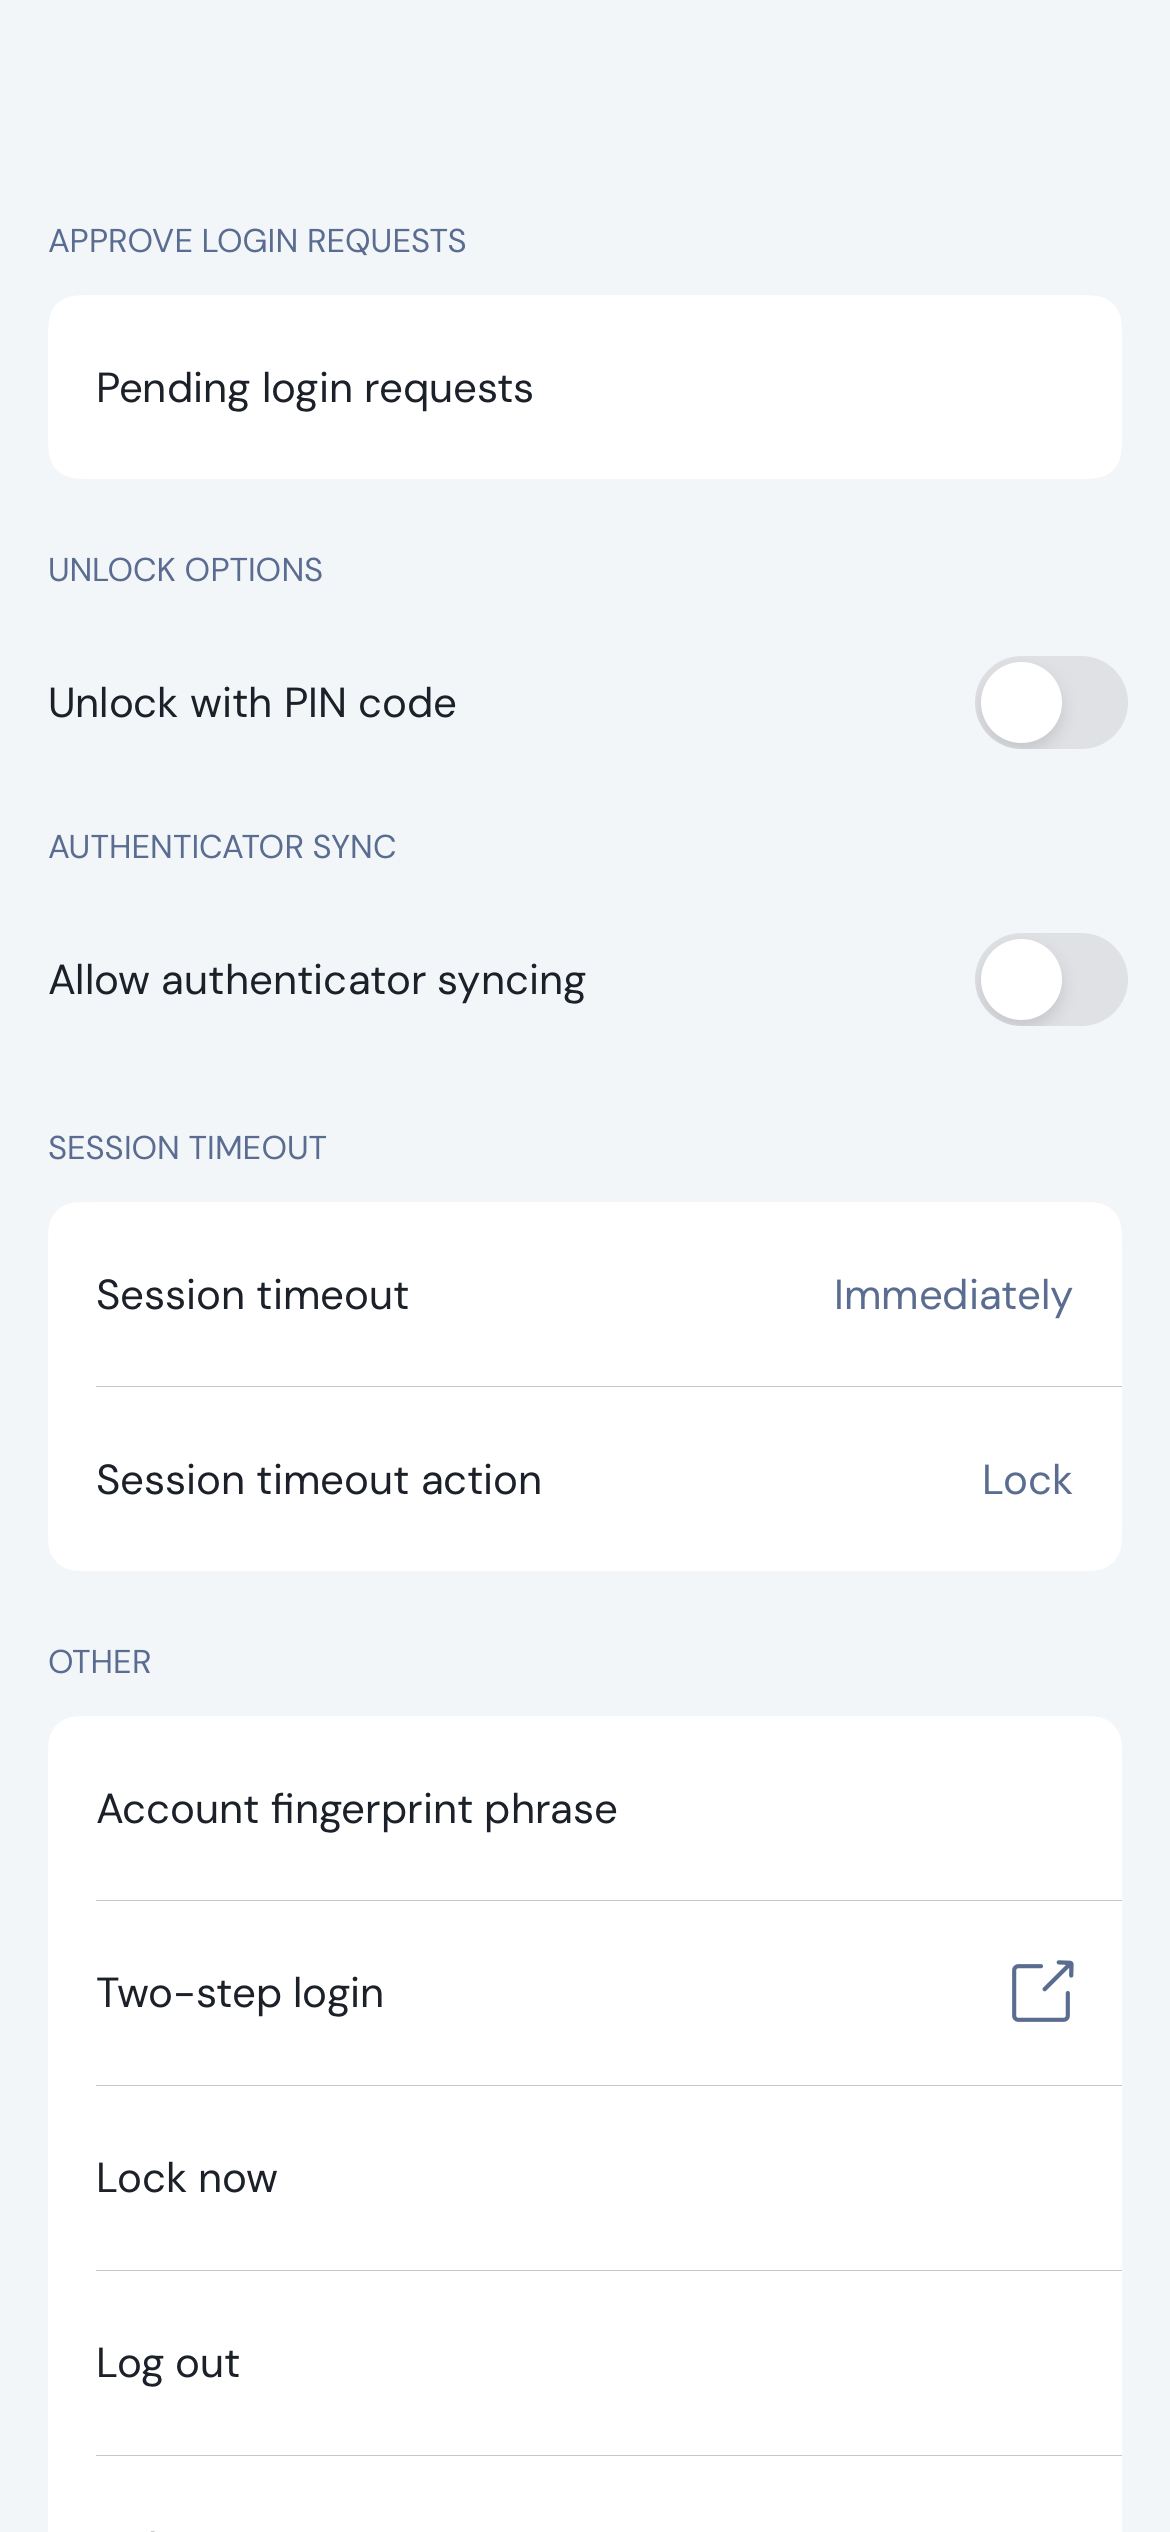 APPROVE LOGIN REQUESTS
Pending login requests
UNLOCK OPTIONS
Unlock with PIN code
AUTHENTICATOR SYNC
Allow authenticator syncing
SESSION TIMEOUT
Session timeout Immediately
Session timeout action Lock
OTHER
Account fingerprint phrase
Two-step login
Lock now
Log out